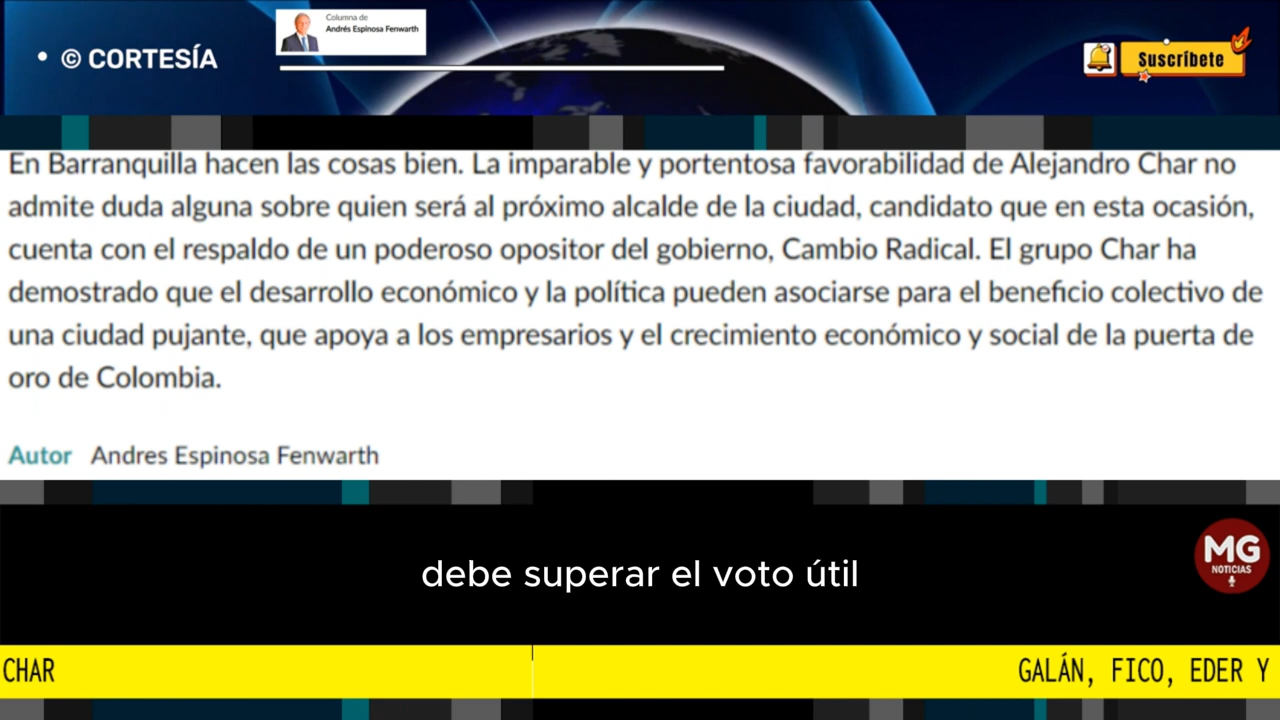 • © CORTESÍA
Columna de
Andrés Espinosa Fenwarth
Suscríbete
En Barranquilla hacen las cosas bien. La imparable y portentosa favorabilidad de Alejandro Char no
admite duda alguna sobre quien será al próximo alcalde de la ciudad, candidato que en esta ocasión,
cuenta con el respaldo de un poderoso opositor del gobierno, Cambio Radical. El grupo Char ha
demostrado que el desarrollo económico y la política pueden asociarse para el beneficio colectivo de
una ciudad pujante, que apoya a los empresarios y el crecimiento económico y social de la puerta de
oro de Colombia.
Autor Andres Espinosa Fenwarth
debe superar el voto útil
MG
NOTICIAS
CHAR
GALÁN, FICO, EDER Y